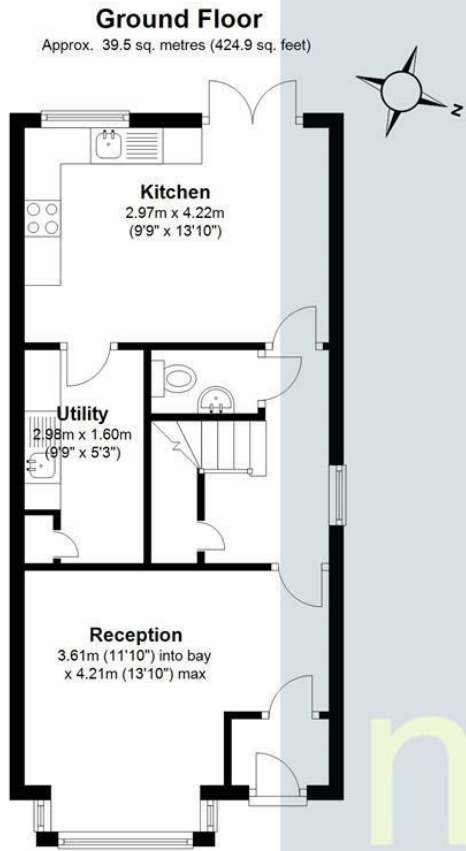 Ground Floor
Approx. 39.5 sq. metres (424.9 sq. feet)
N
Kitchen
2.97m x 4.22m
(9'9" x 13'10")
Utility
2.98m x 1.60m
(9'9" x 5'3")
Reception
3.61m (11'10") into bay
x 4.21m (13'10") max
n